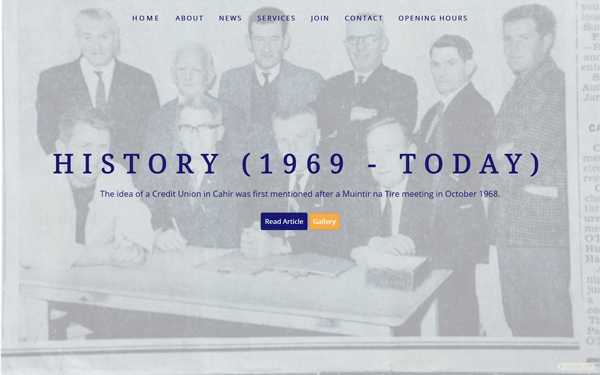 HOME ABOUT NEWS SERVICES JOIN CONTACT OPENING HOURS
HISTORY (1969 - TODAY)
The idea of a Credit Union in Cahir was first mentioned after a Muintir na Tire meeting in October 1968.
Read Article Gallery